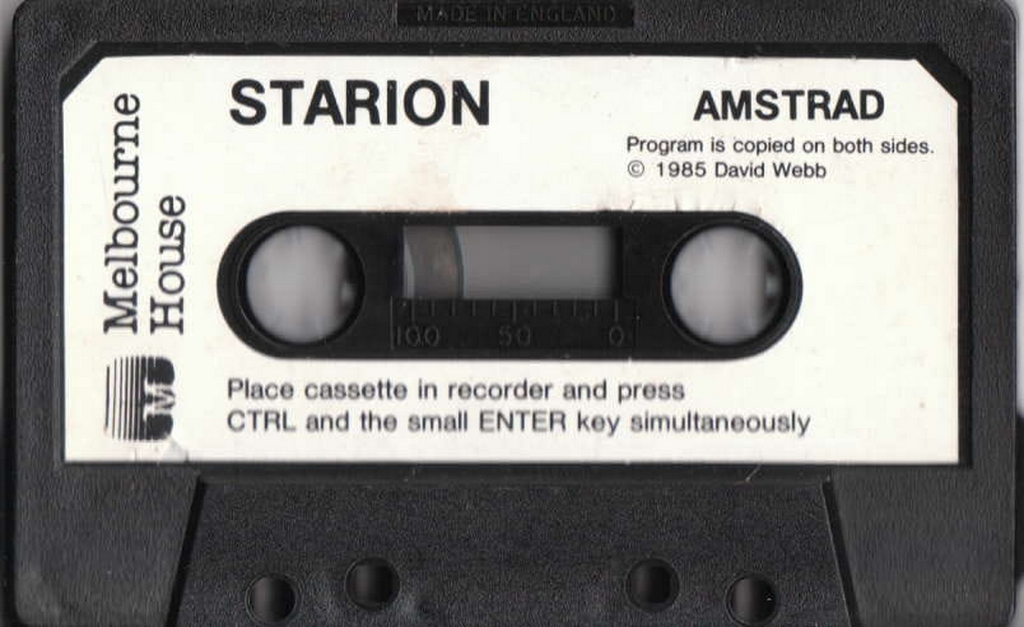 MADE IN ENGLAND
STARION
AMSTRAD
Program is copied on both sides.
© 1985 David Webb
Melbourne
House
M
100 50 0
Place cassette in recorder and press
CTRL and the small ENTER key simultaneously